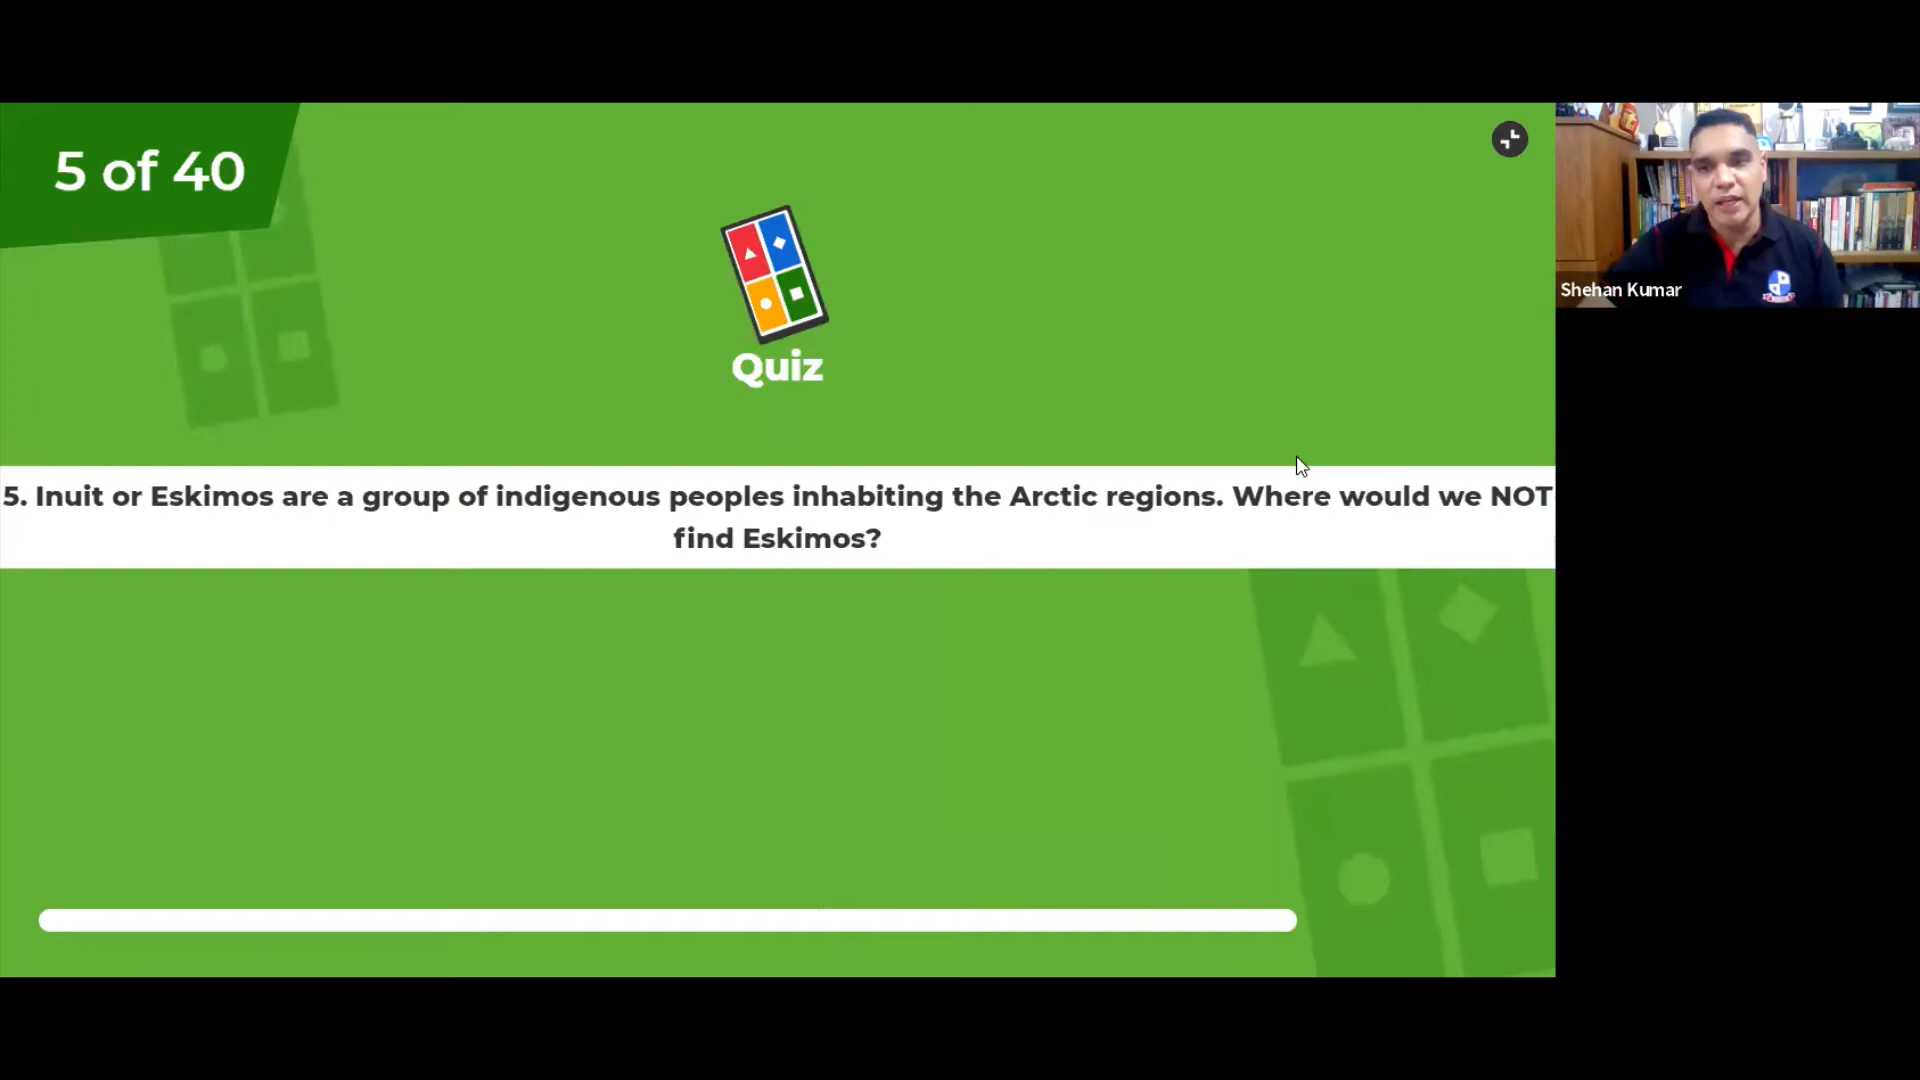 5 of 40
Quiz
5. Inuit or Eskimos are a group of indigenous peoples inhabiting the Arctic regions. Where would we NOT
find Eskimos?
Shehan Kumar